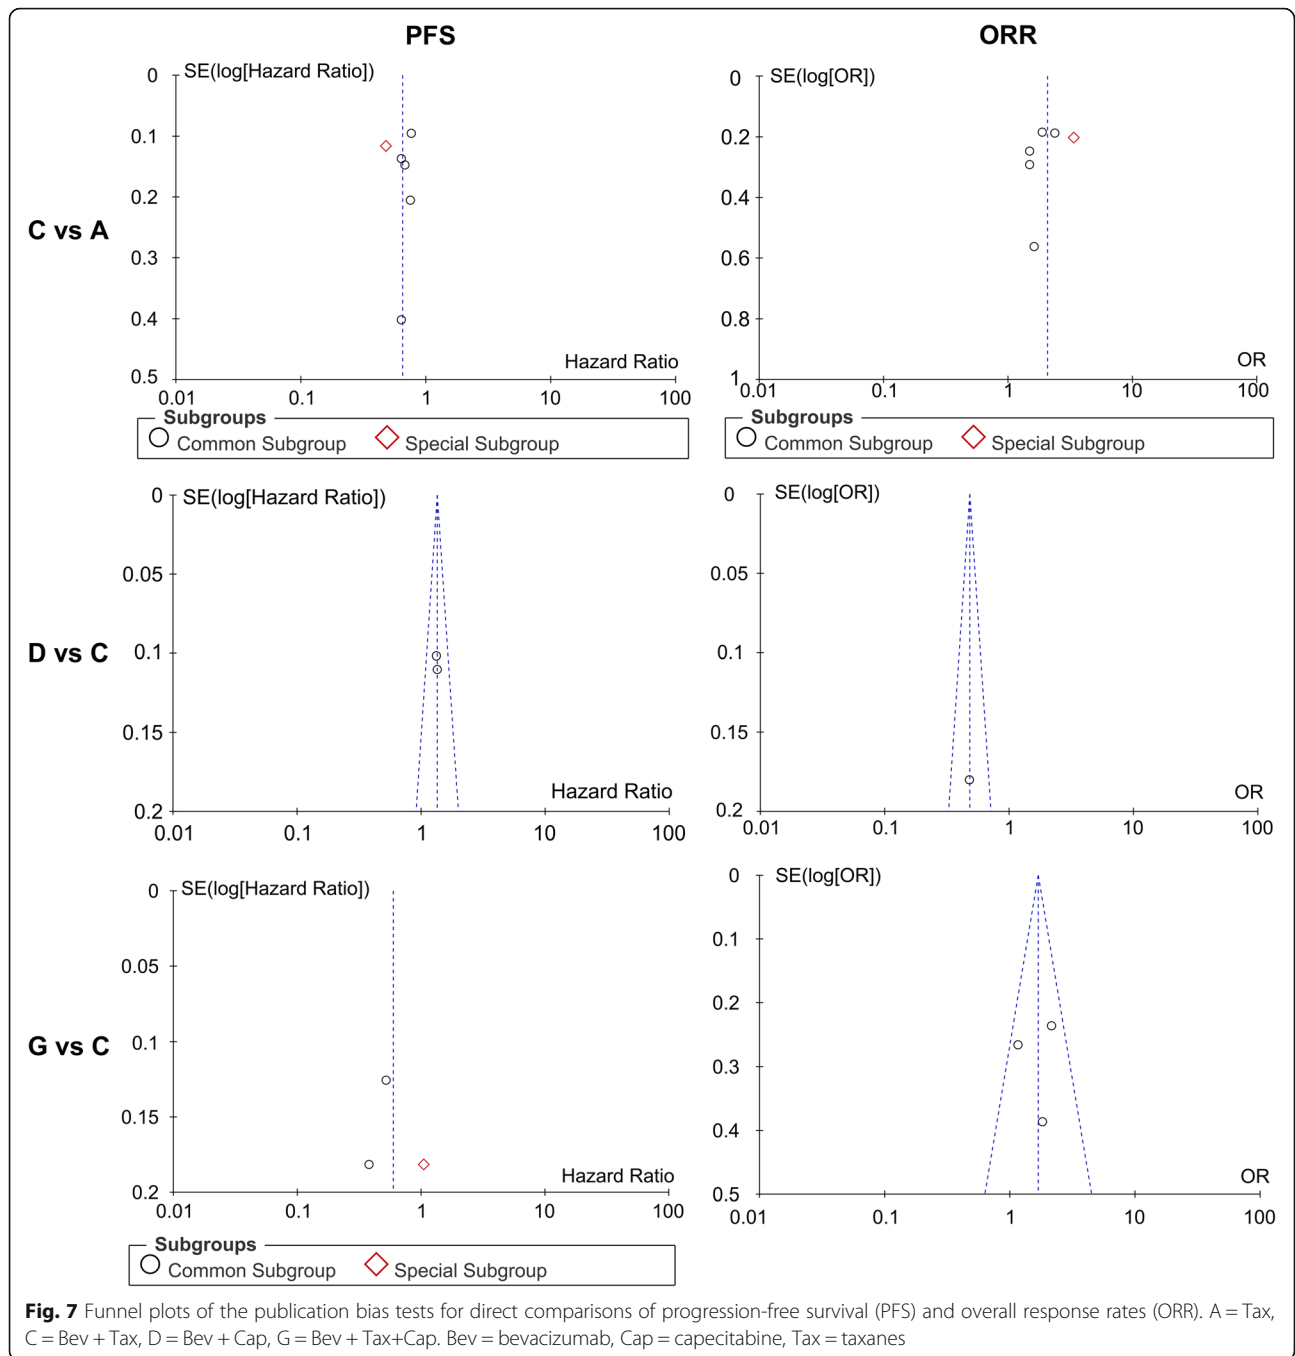 PFS
ORR
C vs A
SE(log[Hazard Ratio])
0
0.1
0.2
0.3
0.4
0.5
0.01
0.1
1
10
100
Hazard Ratio
Subgroups
Common Subgroup
Special Subgroup
SE(log[OR])
0
0.2
0.4
0.6
0.8
1
0.01
0.1
1
10
100
OR
Subgroups
Common Subgroup
Special Subgroup
D vs C
SE(log[Hazard Ratio])
0
0.05
0.1
0.15
0.2
0.01
0.1
1
10
100
Hazard Ratio
SE(log[OR])
0
0.05
0.1
0.15
0.2
0.01
0.1
1
10
100
OR
G vs C
SE(log[Hazard Ratio])
0
0.05
0.1
0.15
0.2
0.01
0.1
1
10
100
Hazard Ratio
Subgroups
Common Subgroup
Special Subgroup
SE(log[OR])
0
0.1
0.2
0.3
0.4
0.5
0.01
0.1
1
10
100
OR
Fig. 7 Funnel plots of the publication bias tests for direct comparisons of progression-free survival (PFS) and overall response rates (ORR). A = Tax,
C = Bev + Tax, D = Bev + Cap, G = Bev + Tax+Cap. Bev = bevacizumab, Cap = capecitabine, Tax = taxanes